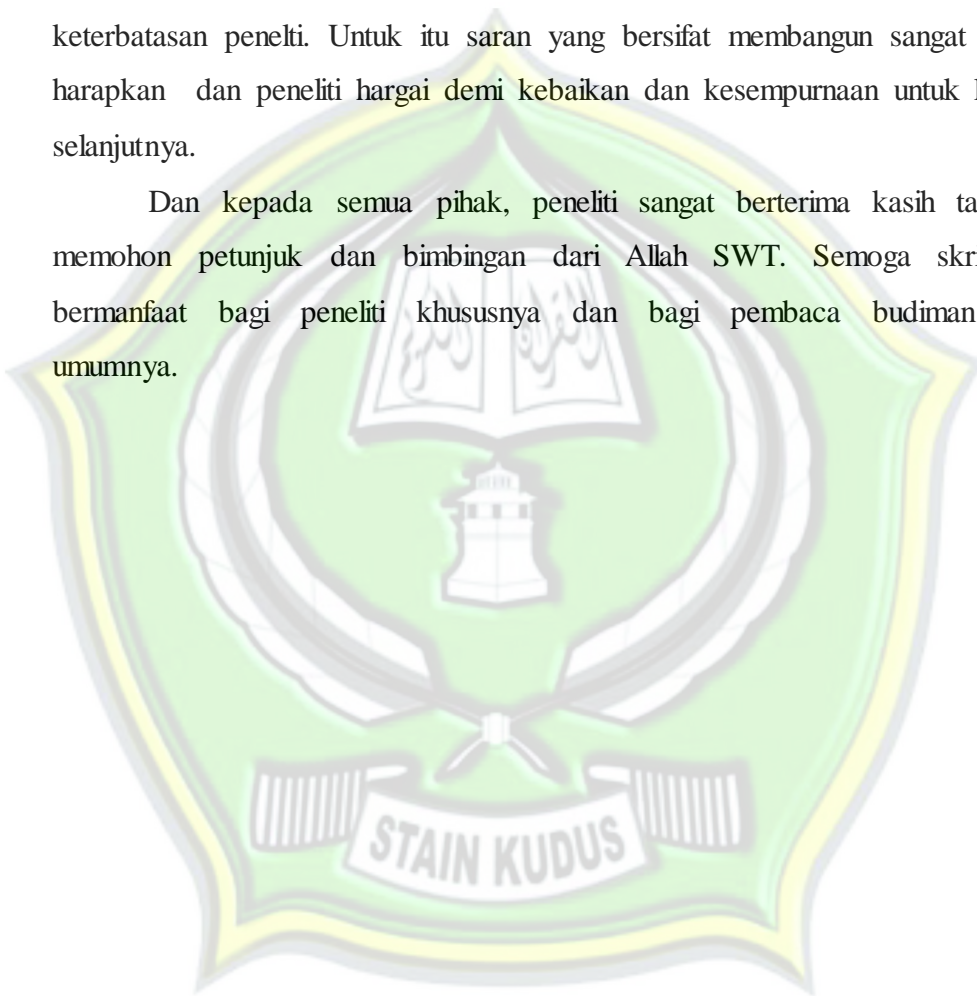 keterbatasan penelti. Untuk itu saran yang bersifat membangun sangat
harapkan dan peneliti hargai demi kebaikan dan kesempurnaan untuk
selanjutnya.
Dan kepada semua pihak, peneliti sangat berterima kasih ta
memohon petunjuk dan bimbingan dari Allah SWT. Semoga skr
bermanfaat bagi peneliti khususnya dan bagi pembaca budiman
umumnya.
STAIN KUDUS